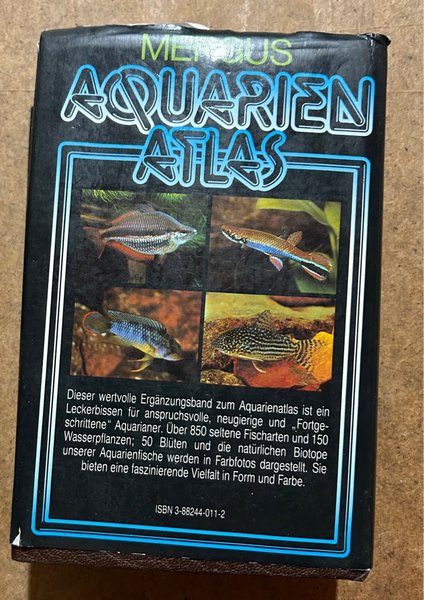 MERGUS
AQUARIEN
ATLAS
Dieser wertvolle Ergänzungsband zum Aquarienatlas ist ein
Leckerbissen für anspruchsvolle, neugierige und „Fortge-
schrittene" Aquarianer. Über 850 seltene Fischarten und 150
Wasserpflanzen; 50 Blüten und die natürlichen Biotope
unserer Aquarienfische werden in Farbfotos dargestellt. Sie
bieten eine faszinierende Vielfalt in Form und Farbe.
ISBN 3-88244-011-2